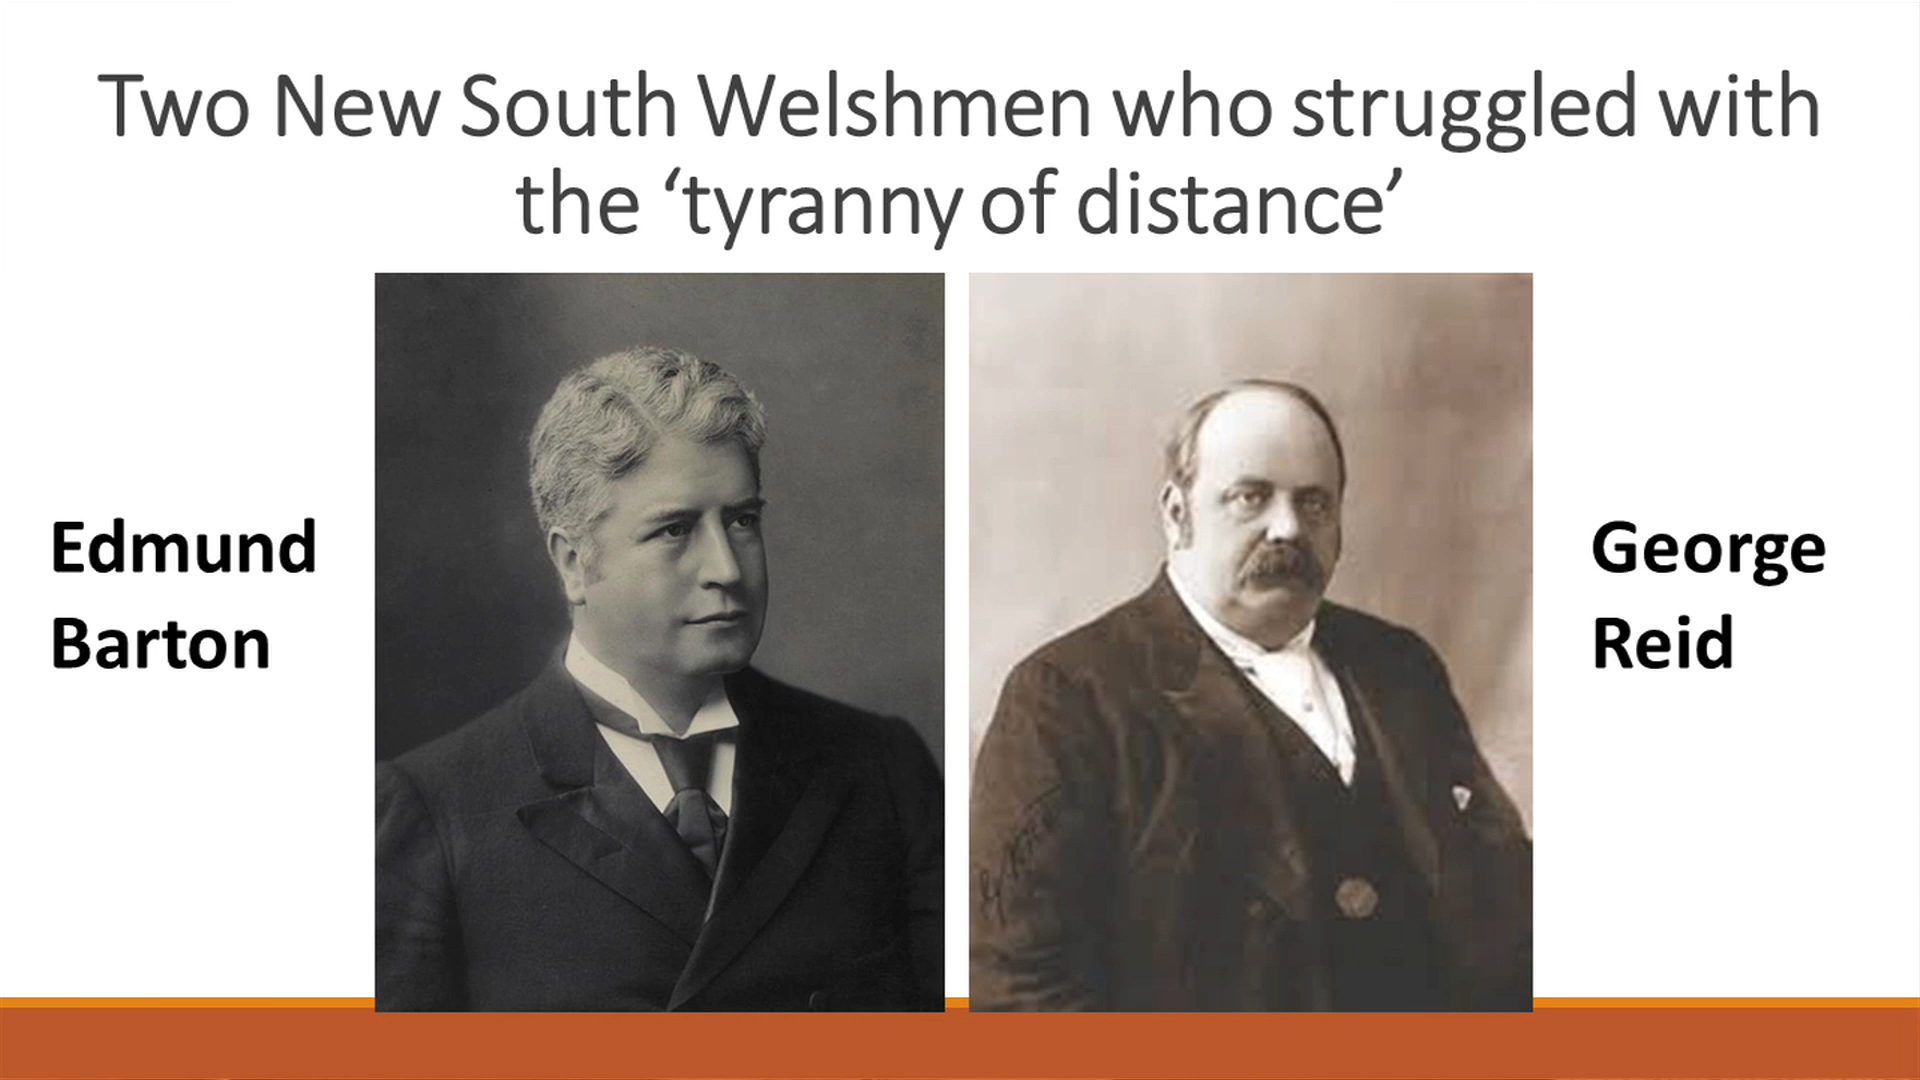 Two New South Welshmen who struggled with
the ‘tyranny of distance’
Edmund
Barton
George
Reid